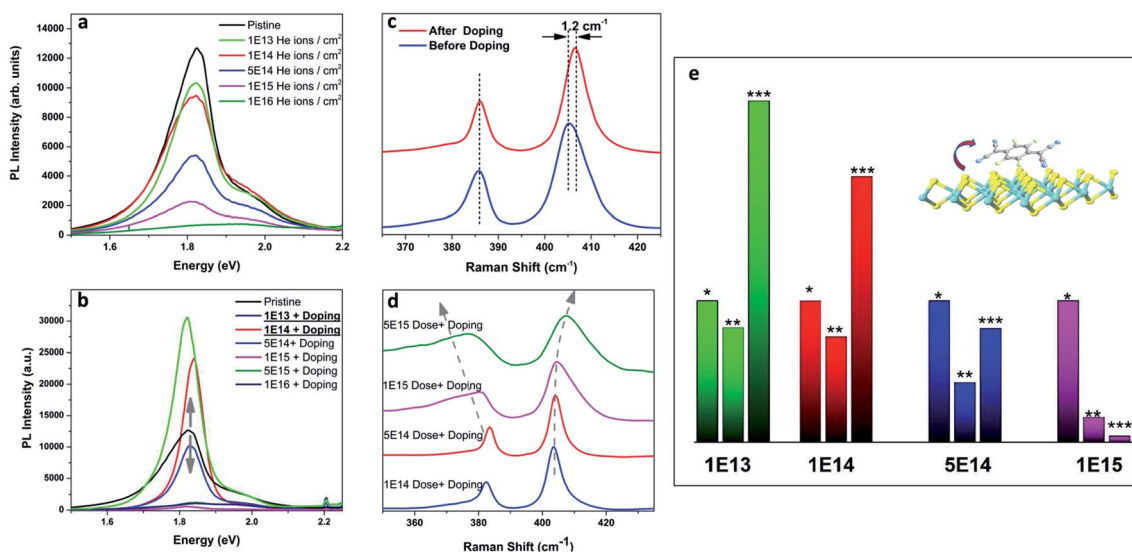 a
PL Intensity (arb. units)
14000
12000
10000
8000
6000
4000
2000
0
1.6
1.8
2.0
2.2
Energy (eV)
Pistine
1E13 He ions / cm²
1E14 He ions / cm²
5E14 He ions / cm²
1E15 He ions / cm²
1E16 He ions / cm²
c
After Doping
Before Doping
1.2 cm⁻¹
370
385
400
415
Raman Shift (cm⁻¹)
b
PL Intensity (a.u.)
30000
25000
20000
15000
10000
5000
0
1.6
1.8
2.0
2.2
Energy (eV)
Pristine
1E13 + Doping
1E14 + Doping
5E14+ Doping
1E15 + Doping
5E15 + Doping
1E16 + Doping
d
5E15 Dose+ Doping
1E15 Dose+ Doping
5E14 Dose+ Doping
1E14 Dose+ Doping
360
380
400
420
Raman Shift (cm⁻¹)
e
* ** ***
* ** ***
* ** ***
* ** ***
1E13
1E14
5E14
1E15